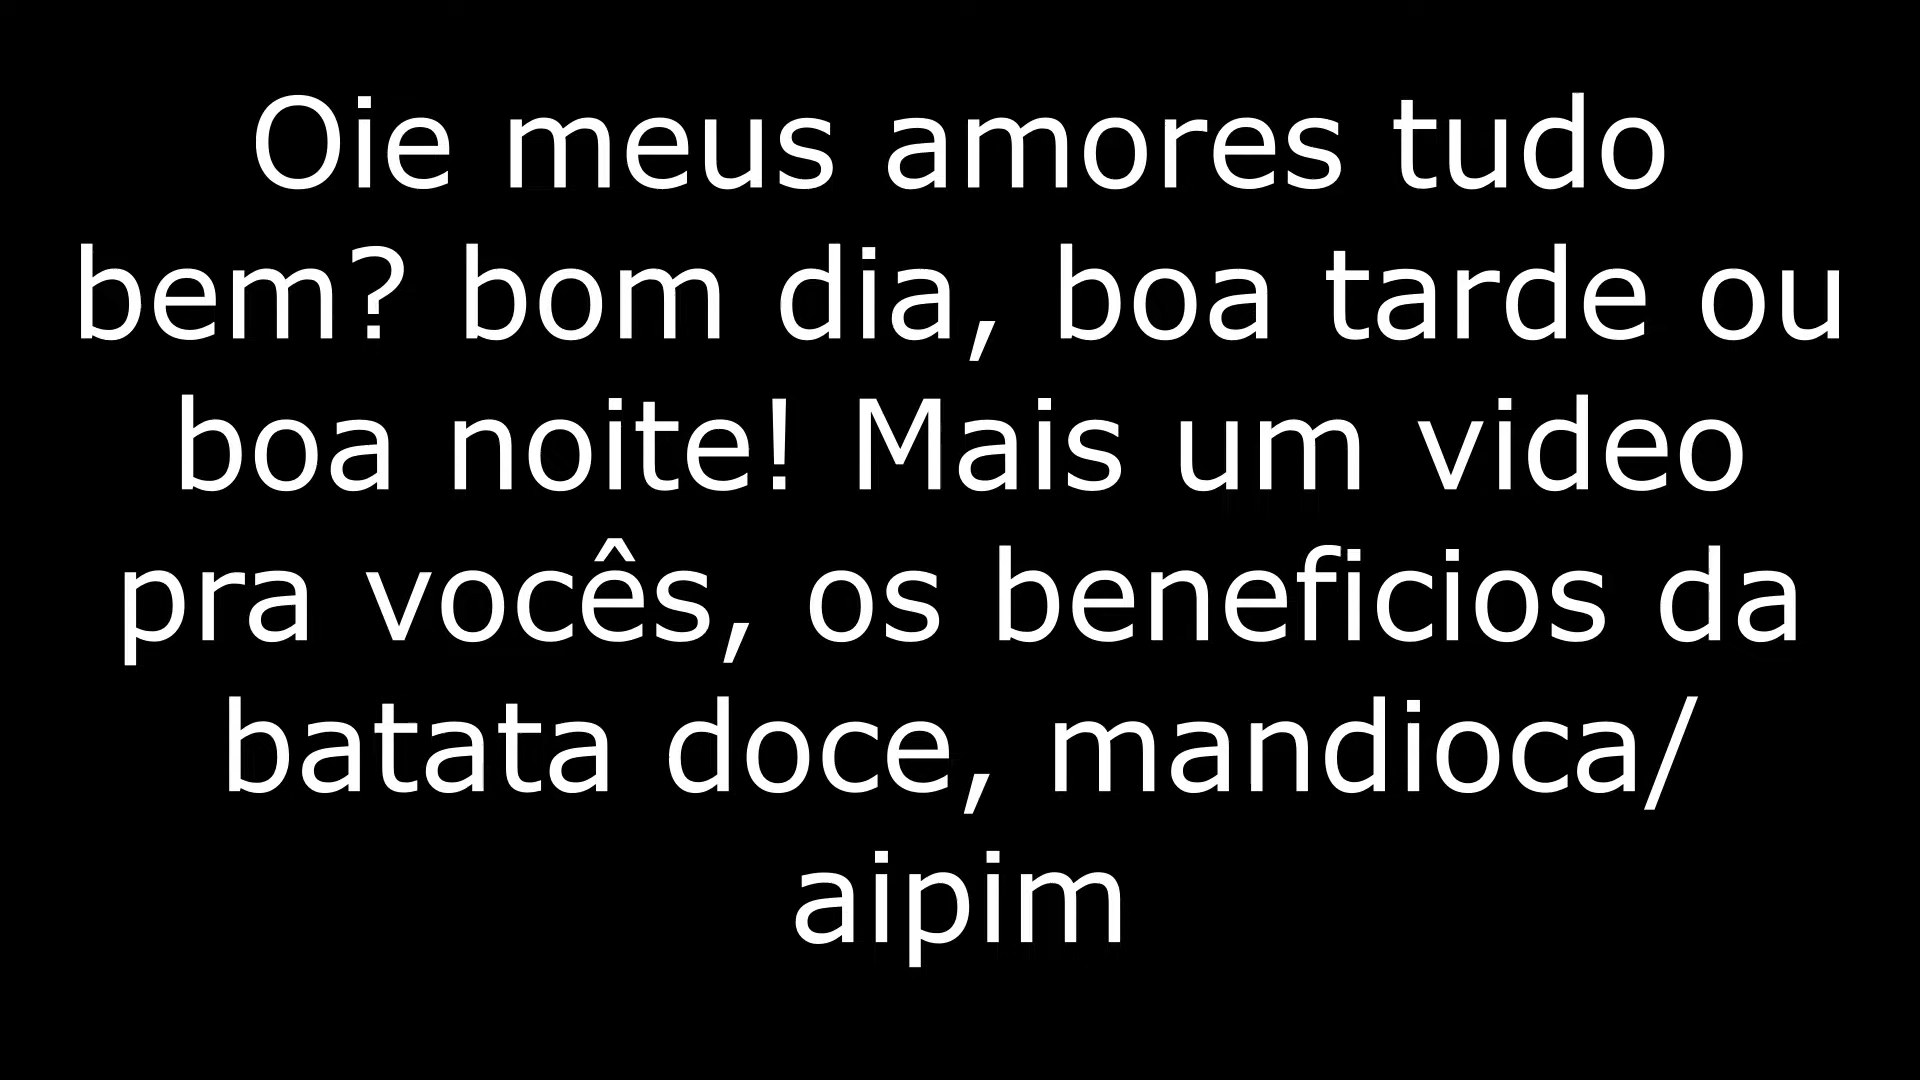 Oie meus amores tudo
bem? bom dia, boa tarde ou
boa noite! Mais um video
pra vocês, os beneficios da
batata doce, mandioca/
aipim